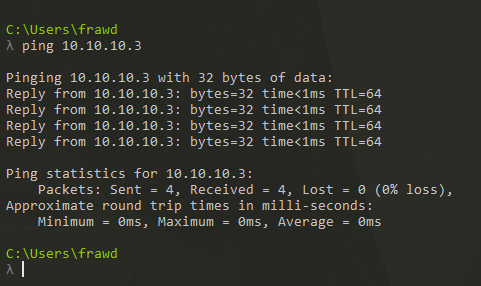 C:\Users\frawd
λ ping 10.10.10.3
Pinging 10.10.10.3 with 32 bytes of data:
Reply from 10.10.10.3: bytes=32 time<1ms TTL=64
Reply from 10.10.10.3: bytes=32 time<1ms TTL=64
Reply from 10.10.10.3: bytes=32 time<1ms TTL=64
Reply from 10.10.10.3: bytes=32 time<1ms TTL=64
Ping statistics for 10.10.10.3:
    Packets: Sent = 4, Received = 4, Lost = 0 (0% loss),
Approximate round trip times in milli-seconds:
    Minimum = 0ms, Maximum = 0ms, Average = 0ms
C:\Users\frawd
λ